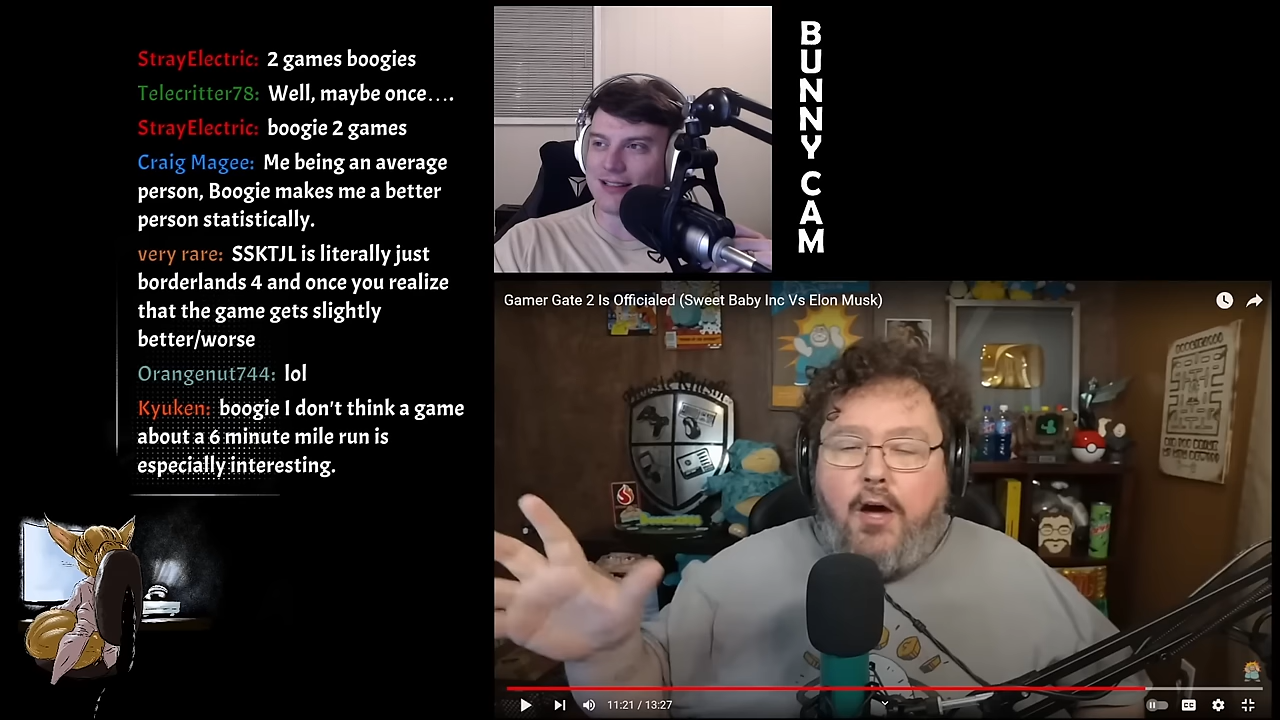 StrayElectric: 2 games boogies
Telecritter78: Well, maybe once....
StrayElectric: boogie 2 games
Craig Magee: Me being an average
person, Boogie makes me a better
person statistically.
very rare: SSKTJL is literally just
borderlands 4 and once you realize
that the game gets slightly
better/worse
Orangenut744: lol
Kyuken: boogie I don't think a game
about a 6 minute mile run is
especially interesting.
BUNNY CAM
Gamer Gate 2 Is Officialed (Sweet Baby Inc Vs Elon Musk)
11:21 / 13:27
CC